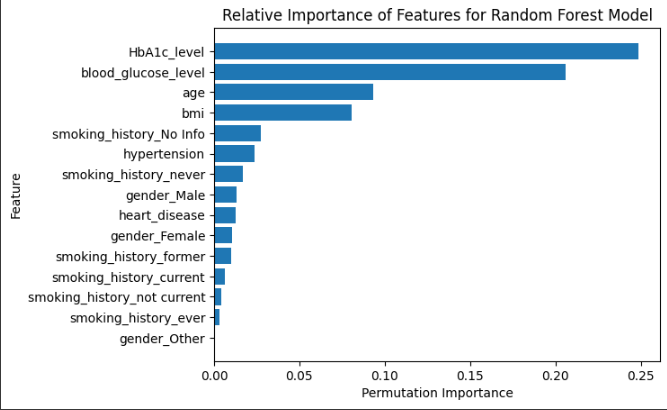 Relative Importance of Features for Random Forest Model
HbA1c_level
blood_glucose_level
age
bmi
smoking_history_No Info
hypertension
smoking_history_never
gender_Male
heart_disease
gender_Female
smoking_history_former
smoking_history_current
smoking_history_not current
smoking_history_ever
gender_Other
Feature
0.00 0.05 0.10 0.15 0.20 0.25
Permutation Importance